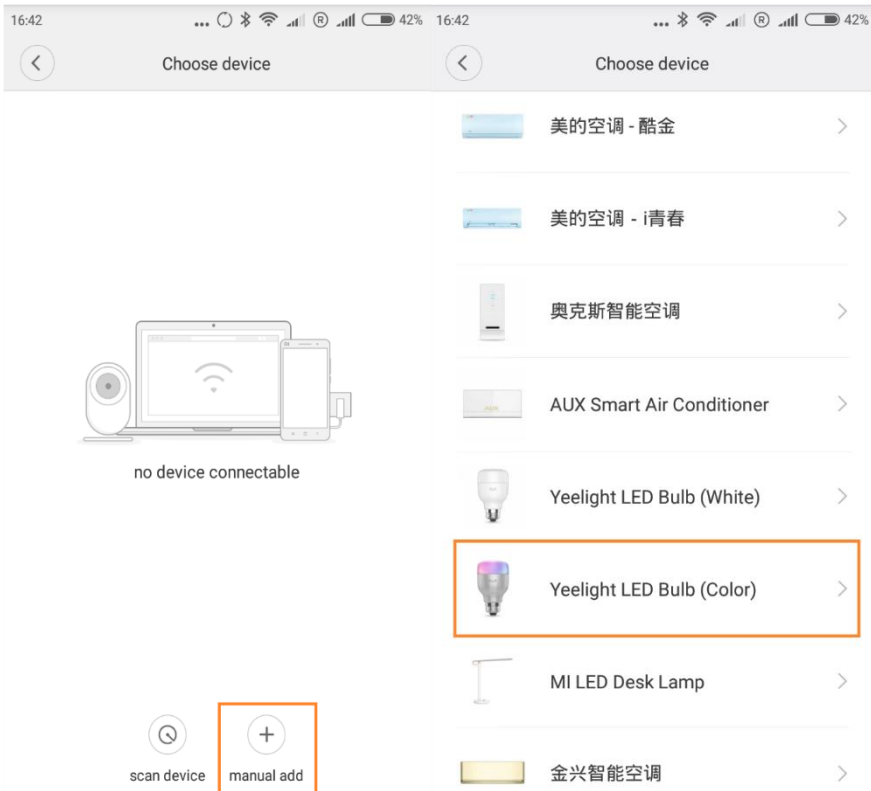 16:42
... ® 42%
Choose device
no device connectable
scan device
manual add
16:42
... ® 42%
Choose device
美的空调 - 酷金
美的空调 - i青春
奥克斯智能空调
AUX Smart Air Conditioner
Yeelight LED Bulb (White)
Yeelight LED Bulb (Color)
MI LED Desk Lamp
金兴智能空调